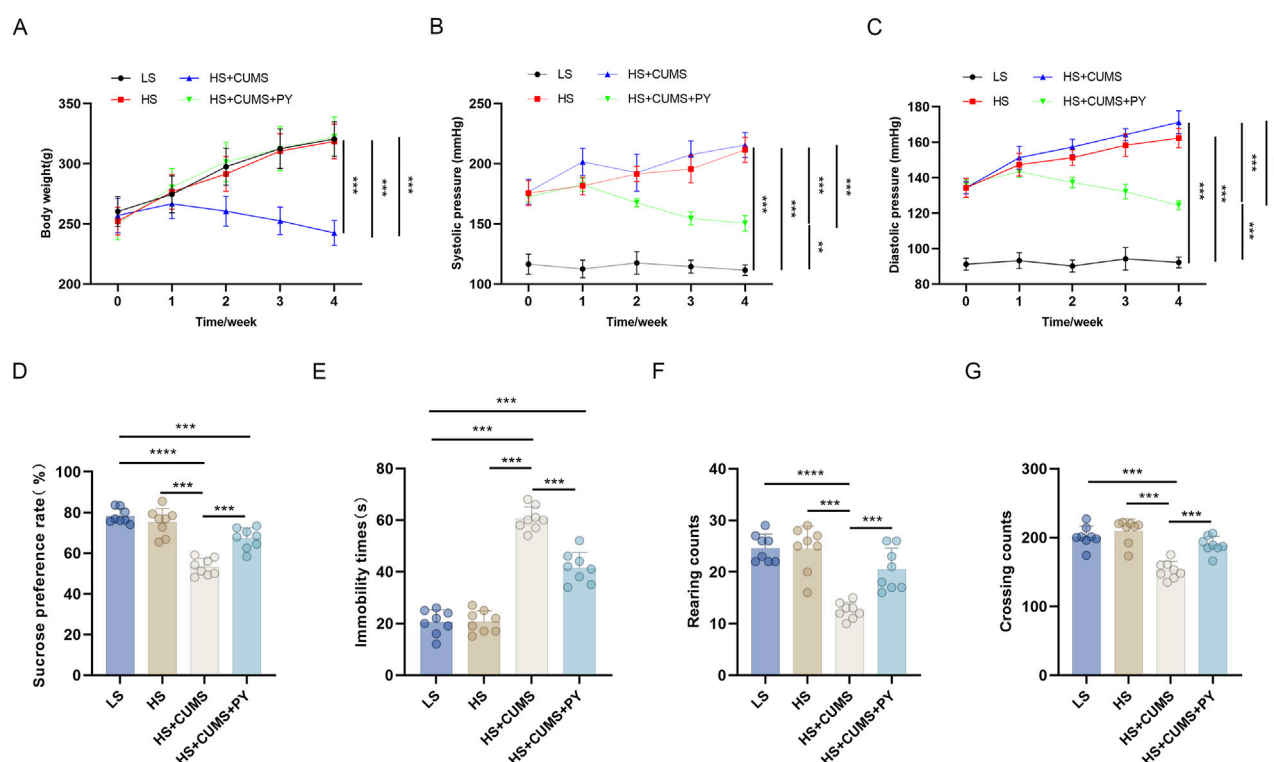 A
LS
HS+CUMS
HS
HS+CUMS+PY
Body weight(g)
350
300
250
200
0 1 2 3 4
Time/week
***
***
***
B
LS
HS+CUMS
HS
HS+CUMS+PY
Systolic pressure (mmHg)
250
200
150
100
0 1 2 3 4
Time/week
***
***
***
**
***
C
LS
HS+CUMS
HS
HS+CUMS+PY
Diastolic pressure (mmHg)
180
160
140
120
100
80
0 1 2 3 4
Time/week
***
***
***
***
D
***
****
***
***
Sucrose preference rate( %)
100
80
60
40
20
0
LS
HS
HS+CUMS
HS+CUMS+PY
E
***
***
***
***
Immobility times(s)
80
60
40
20
0
LS
HS
HS+CUMS
HS+CUMS+PY
F
****
***
***
Rearing counts
40
30
20
10
0
LS
HS
HS+CUMS
HS+CUMS+PY
G
***
***
***
Crossing counts
300
200
100
0
LS
HS
HS+CUMS
HS+CUMS+PY